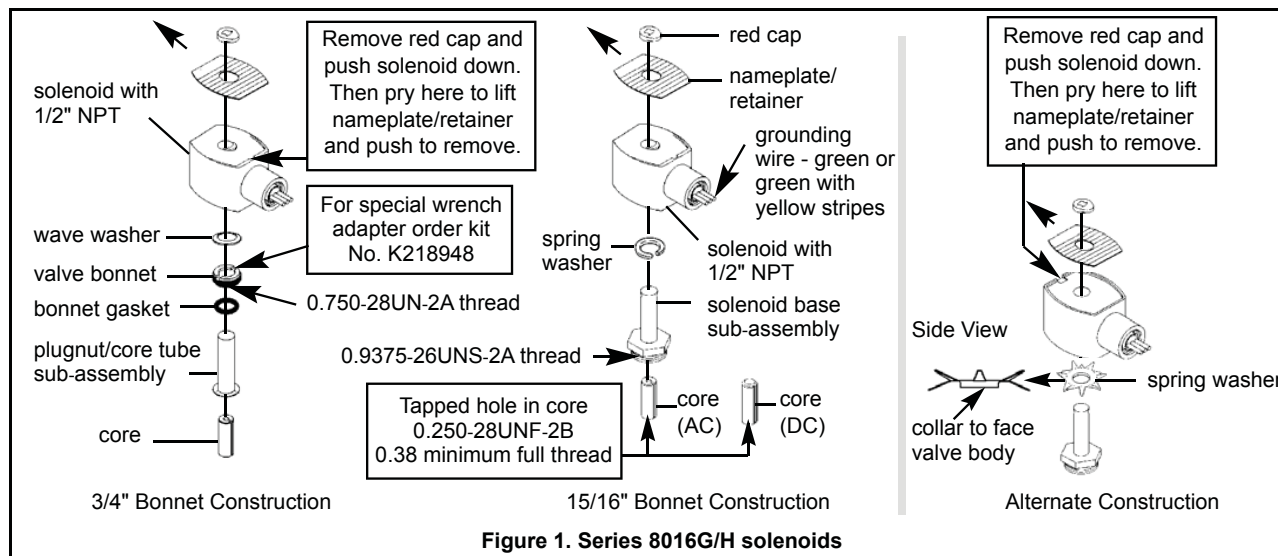 Remove red cap and
push solenoid down.
Then pry here to lift
nameplate/retainer
and push to remove.
solenoid with
1/2" NPT
For special wrench
adapter order kit
No. K218948
wave washer
valve bonnet
0.750-28UN-2A thread
bonnet gasket
plugnut/core tube
sub-assembly
core
3/4" Bonnet Construction
red cap
nameplate/
retainer
grounding
wire - green or
green with
yellow stripes
spring
washer
solenoid with
1/2" NPT
solenoid base
sub-assembly
0.9375-26UNS-2A thread
Tapped hole in core
0.250-28UNF-2B
0.38 minimum full thread
core
(AC)
core
(DC)
15/16" Bonnet Construction
Remove red cap and
push solenoid down.
Then pry here to lift
nameplate/retainer
and push to remove.
Side View
spring washer
collar to face
valve body
Alternate Construction
Figure 1. Series 8016G/H solenoids